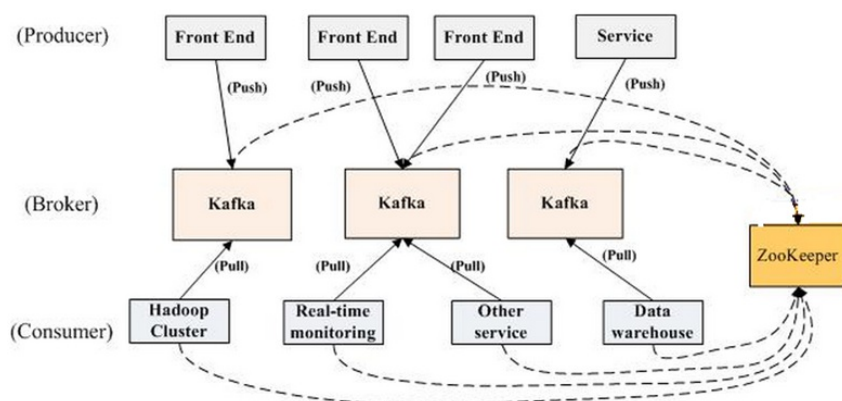 (Producer)
Front End
Front End
Front End
Service
(Push)
(Push)
(Push)
(Push)
(Broker)
Kafka
Kafka
Kafka
ZooKeeper
(Pull)
(Pull)
(Pull)
(Pull)
(Consumer)
Hadoop
Cluster
Real-time
monitoring
Other
service
Data
warehouse